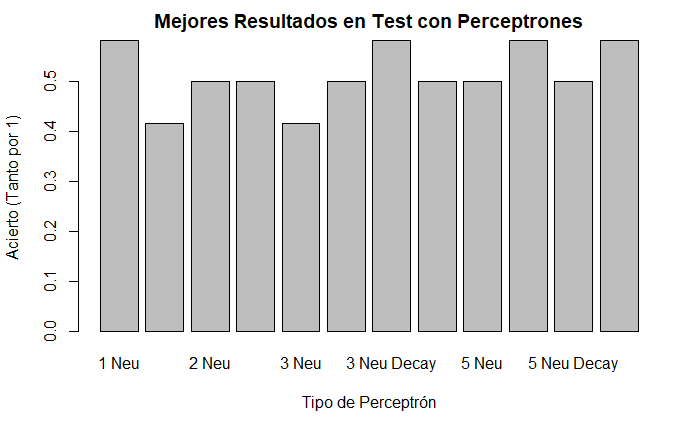 Mejores Resultados en Test con Perceptrones
Acierto (Tanto por 1)
0.5
0.4
0.3
0.2
0.1
0.0
1 Neu 2 Neu 3 Neu 3 Neu Decay 5 Neu 5 Neu Decay
Tipo de Perceptrón